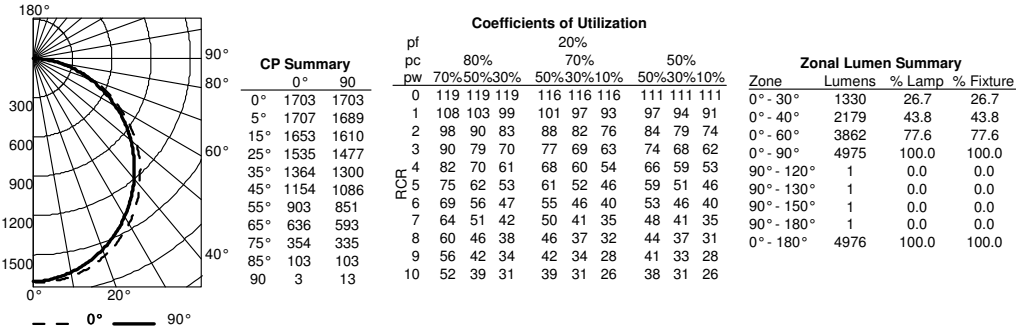 180°
90°
80°
300
600
60°
900
1200
40°
1500
0° 20°
0° 90°
CP Summary
0° 90
0° 1703 1703
5° 1707 1689
15° 1653 1610
25° 1535 1477
35° 1364 1300
45° 1154 1086
55° 903 851
65° 636 593
75° 354 335
85° 103 103
90 3 13
Coefficients of Utilization
pf 20%
pc 80% 70% 50%
pw 70%50%30% 50%30%10% 50%30%10%
0 119 119 119 116 116 116 111 111 111
1 108 103 99 101 97 93 97 94 91
2 98 90 83 88 82 76 84 79 74
3 90 79 70 77 69 63 74 68 62
4 82 70 61 68 60 54 66 59 53
RCR
5 75 62 53 61 52 46 59 51 46
6 69 56 47 55 46 40 53 46 40
7 64 51 42 50 41 35 48 41 35
8 60 46 38 46 37 32 44 37 31
9 56 42 34 42 34 28 41 33 28
10 52 39 31 39 31 26 38 31 26
Zonal Lumen Summary
Zone Lumens % Lamp % Fixture
0° - 30° 1330 26.7 26.7
0° - 40° 2179 43.8 43.8
0° - 60° 3862 77.6 77.6
0° - 90° 4975 100.0 100.0
90° - 120° 1 0.0 0.0
90° - 130° 1 0.0 0.0
90° - 150° 1 0.0 0.0
90° - 180° 1 0.0 0.0
0° - 180° 4976 100.0 100.0